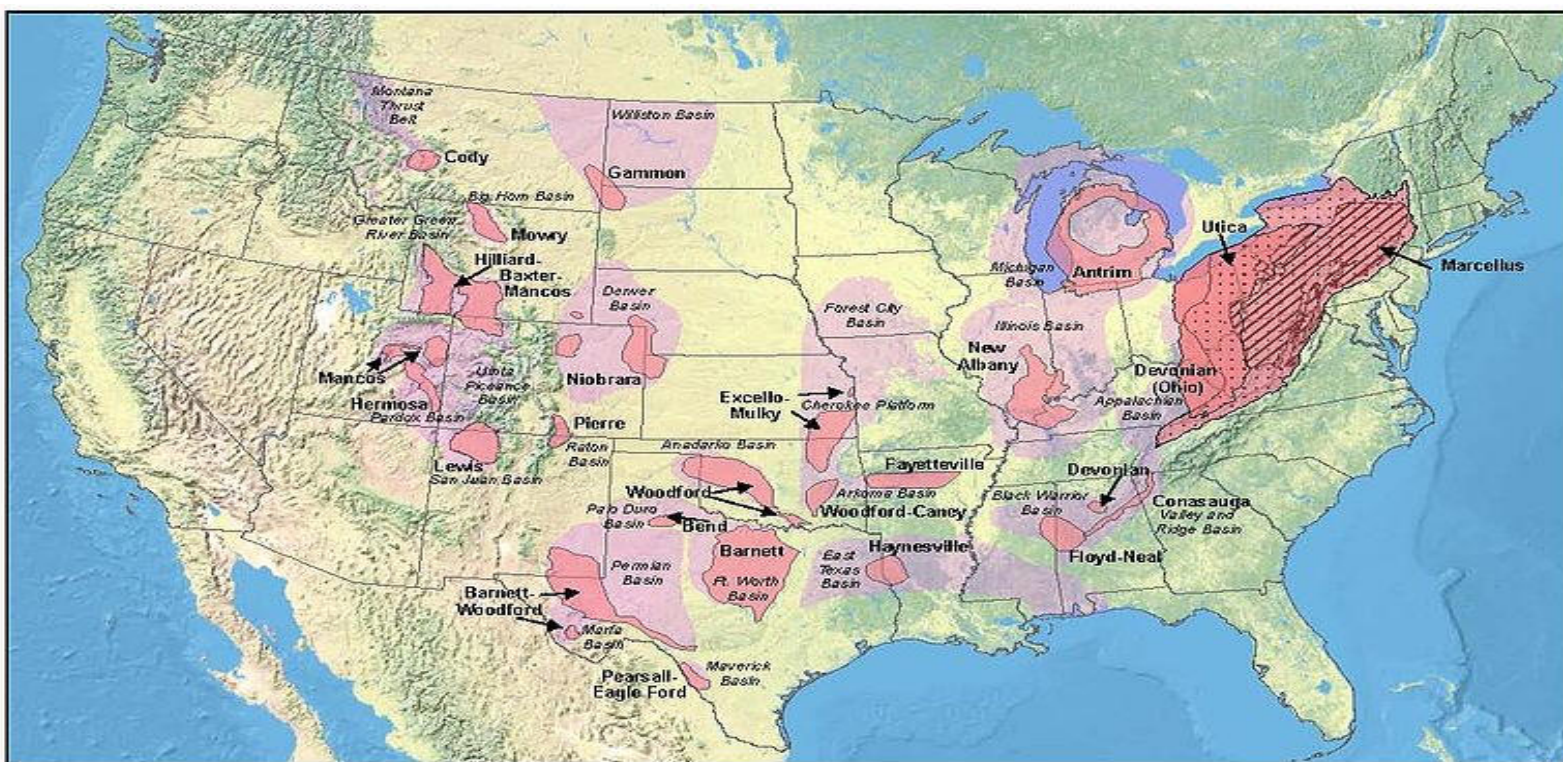 Montana
Thrust
Belt
Williston Basin
Cody
Gammon
Big Horn Basin
Greater Green
River Basin
Mowry
Hilliard-
Baxter-
Mancos
Denver
Basin
Michigan
Basin
Antrim
Utica
Marcellus
Forest City
Basin
Illinois Basin
New
Albany
Devonian
(Ohio)
Appalachian
Basin
Mancos
Uinta
Piceance
Basin
Niobrara
Hermosa
Pardox Basin
Excello-
Mulky
Cherokee Platform
Pierre
Raton
Basin
Lewis
San Juan Basin
Anadarko Basin
Fayetteville
Arkoma Basin
Woodford
Woodford-Caney
Palo Duro
Basin
Bend
Devonian
Black Warrior
Basin
Conasauga
Valley and
Ridge Basin
Floyd-Neal
Barnett
Ft. Worth
Basin
Permian
Basin
East
Texas
Basin
Haynesville
Barnett-
Woodford
Marfa
Basin
Pearsall-
Eagle Ford
Maverick
Basin